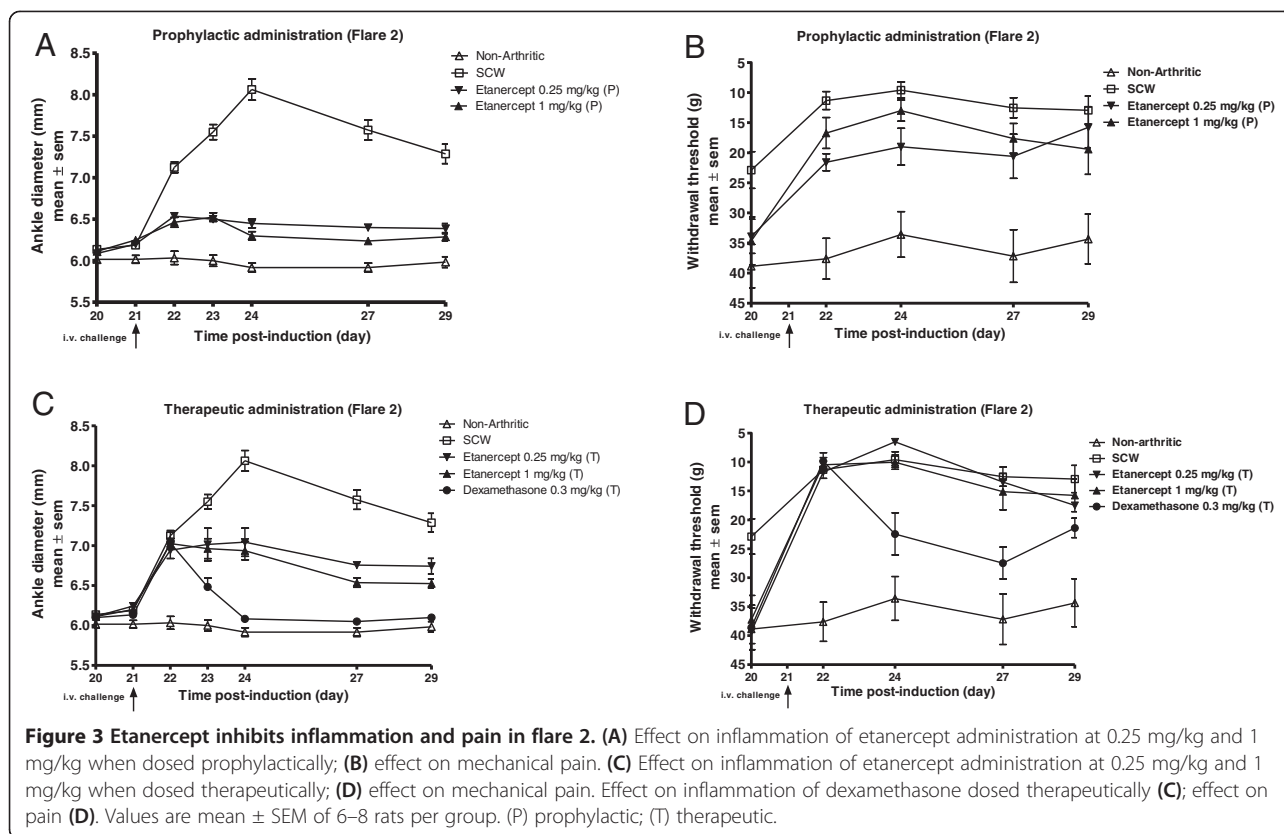 A
Prophylactic administration (Flare 2)
Ankle diameter (mm)
mean ± sem
8.5
8.0
7.5
7.0
6.5
6.0
5.5
20
21
22
23
24
27
29
i.v. challenge
Time post-induction (day)
Non-Arthritic
SCW
Etanercept 0.25 mg/kg (P)
Etanercept 1 mg/kg (P)
B
Prophylactic administration (Flare 2)
Withdrawal threshold (g)
mean ± sem
5
10
15
20
25
30
35
40
45
20
21
22
24
27
29
i.v. challenge
Time post-induction (day)
Non-Arthritic
SCW
Etanercept 0.25 mg/kg (P)
Etanercept 1 mg/kg (P)
C
Therapeutic administration (Flare 2)
Ankle diameter (mm)
mean ± sem
8.5
8.0
7.5
7.0
6.5
6.0
5.5
20
21
22
23
24
27
29
i.v. challenge
Time post-induction (day)
Non-Arthritic
SCW
Etanercept 0.25 mg/kg (T)
Etanercept 1 mg/kg (T)
Dexamethasone 0.3 mg/kg (T)
D
Therapeutic administration (Flare 2)
Withdrawal threshold (g)
mean ± sem
5
10
15
20
25
30
35
40
45
20
21
22
24
27
29
i.v. challenge
Time post-induction (day)
Non-arthritic
SCW
Etanercept 0.25 mg/kg (T)
Etanercept 1 mg/kg (T)
Dexamethasone 0.3 mg/kg (T)
Figure 3 Etanercept inhibits inflammation and pain in flare 2. (A) Effect on inflammation of etanercept administration at 0.25 mg/kg and 1
mg/kg when dosed prophylactically; (B) effect on mechanical pain. (C) Effect on inflammation of etanercept administration at 0.25 mg/kg and 1
mg/kg when dosed therapeutically; (D) effect on mechanical pain. Effect on inflammation of dexamethasone dosed therapeutically (C); effect on
pain (D). Values are mean ± SEM of 6–8 rats per group. (P) prophylactic; (T) therapeutic.